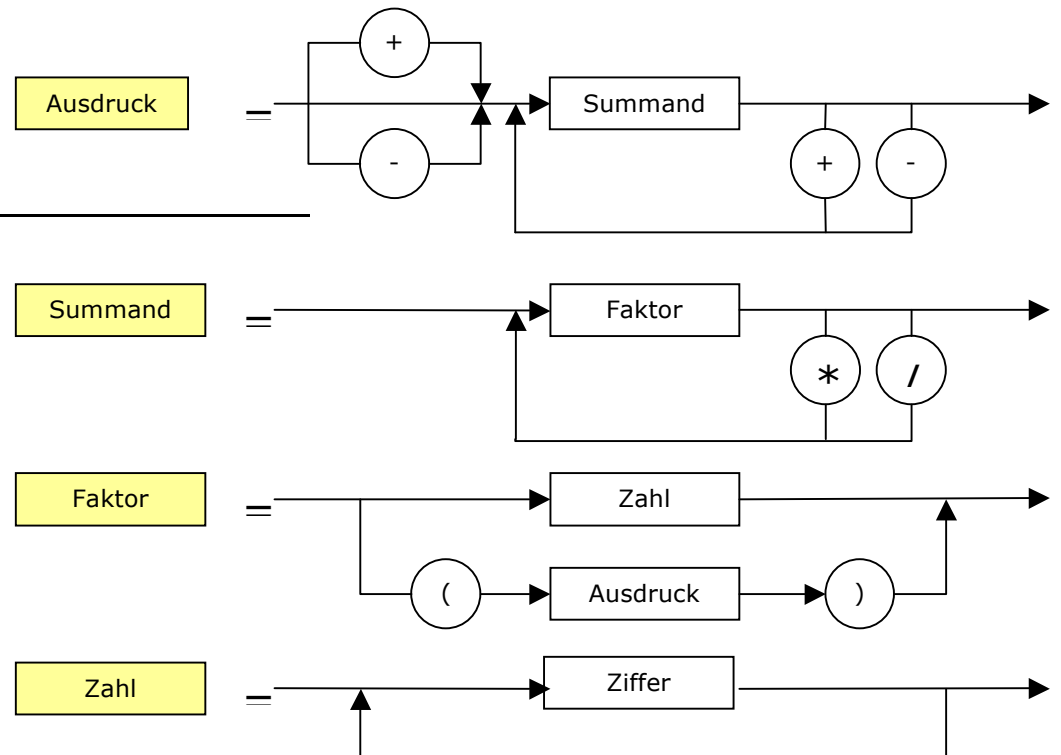 +
Ausdruck = Summand
- + -
Summand = Faktor
* /
Faktor = Zahl
( Ausdruck )
Zahl = Ziffer